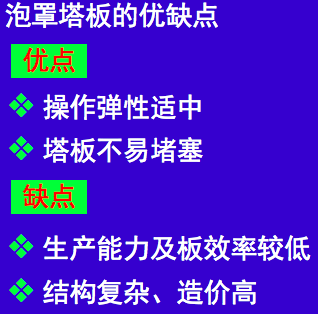 泡罩塔板的优缺点
优点
操作弹性适中
塔板不易堵塞
缺点
生产能力及板效率较低
结构复杂、造价高